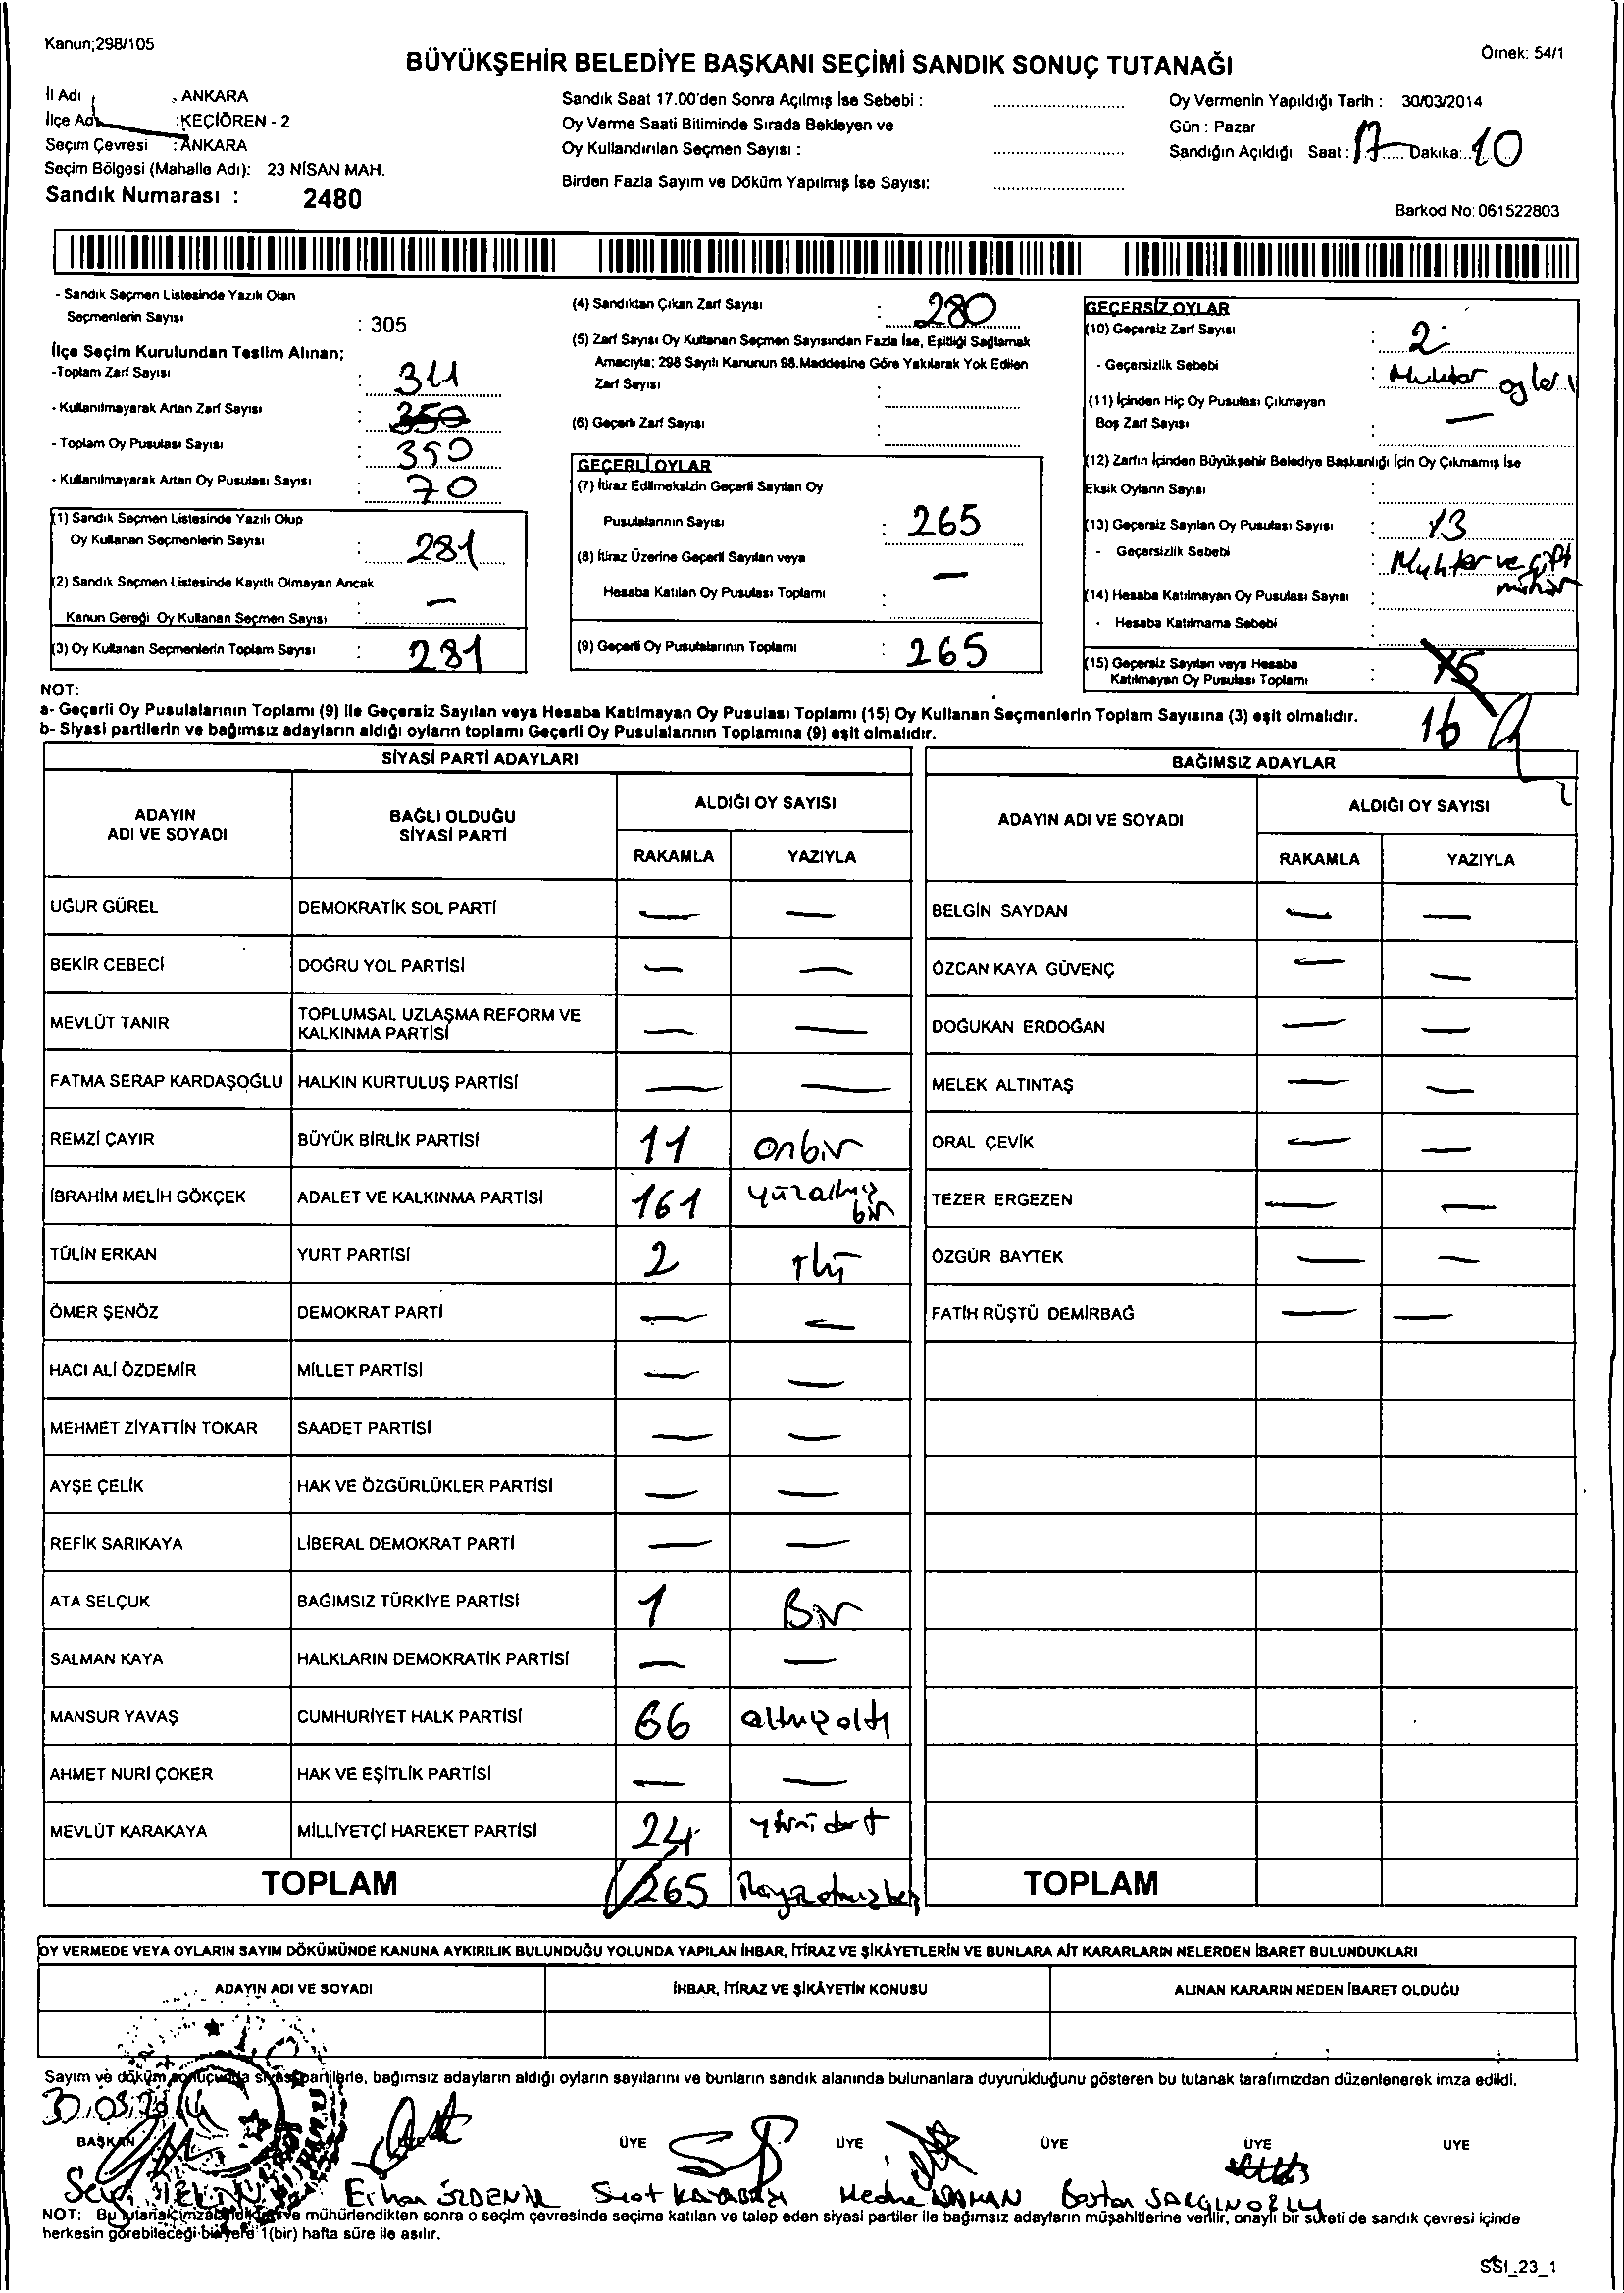 Kanun;298/105
BÜYÜKŞEHİR BELEDİYE BAŞKANI SEÇİMİ SANDIK SONUÇ TUTANAĞI
Örnek: 54/1
İl Adı : ANKARA
İlçe Adı : KEÇİÖREN - 2
Seçim Çevresi : ANKARA
Seçim Bölgesi (Mahalle Adı): 23 NİSAN MAH.
Sandık Numarası : 2480
Sandık Saat 17.00'den Sonra Açılmış İse Sebebi :
Oy Verme Saati Bitiminde Sırada Bekleyen ve
Oy Kullandırılan Seçmen Sayısı :
Birden Fazla Sayım ve Döküm Yapılmış İse Sayısı:
Oy Vermenin Yapıldığı Tarih : 30/03/2014
Gün : Pazar
Sandığın Açıldığı Saat : 17 Dakika: 10
Barkod No: 061522803
- Sandık Seçmen Listesinde Yazılı Olan
Seçmenlerin Sayısı : 305
İlçe Seçim Kurulundan Teslim Alınan;
-Toplam Zarf Sayısı : 311
- Kullanılmayarak Artan Zarf Sayısı : 350
- Toplam Oy Pusulası Sayısı : 350
- Kullanılmayarak Artan Oy Pusulası Sayısı : 70
(1) Sandık Seçmen Listesinde Yazılı Olup
Oy Kullanan Seçmenlerin Sayısı : 281
(2) Sandık Seçmen Listesinde Kayıtlı Olmayan Ancak
Kanun Gereği Oy Kullanan Seçmen Sayısı : —
(3) Oy Kullanan Seçmenlerin Toplam Sayısı : 281
(4) Sandıktan Çıkan Zarf Sayısı : 280
(5) Zarf Sayısı Oy Kullanan Seçmen Sayısından Fazla İse, Eşitliği Sağlamak
Amacıyla; 298 Sayılı Kanunun 98.Maddesine Göre Yakılarak Yok Edilen
Zarf Sayısı :
(6) Geçerli Zarf Sayısı :
GEÇERLİ OYLAR
(7) İtiraz Edilmeksizin Geçerli Sayılan Oy
Pusulalarının Sayısı : 265
(8) İtiraz Üzerine Geçerli Sayılan veya
Hesaba Katılan Oy Pusulası Toplamı : —
(9) Geçerli Oy Pusulalarının Toplamı : 265
GEÇERSİZ OYLAR
(10) Geçersiz Zarf Sayısı : 2
- Geçersizlik Sebebi : Muhtar oyları
(11) İçinden Hiç Oy Pusulası Çıkmayan
Boş Zarf Sayısı : —
(12) Zarfın İçinden Büyükşehir Belediye Başkanlığı İçin Oy Çıkmamış İse
Eksik Oyların Sayısı :
(13) Geçersiz Sayılan Oy Pusulası Sayısı : 13
- Geçersizlik Sebebi : Muhtar ve çift
mühür
(14) Hesaba Katılmayan Oy Pusulası Sayısı :
- Hesaba Katılmama Sebebi :
(15) Geçersiz Sayılan veya Hesaba
Katılmayan Oy Pusulası Toplamı : 15
16
NOT:
a- Geçerli Oy Pusulalarının Toplamı (9) İle Geçersiz Sayılan veya Hesaba Katılmayan Oy Pusulası Toplamı (15) Oy Kullanan Seçmenlerin Toplam Sayısına (3) eşit olmalıdır.
b- Siyasi partilerin ve bağımsız adayların aldığı oyların toplamı Geçerli Oy Pusulalarının Toplamına (9) eşit olmalıdır.
SİYASİ PARTİ ADAYLARI
ADAYIN ADI VE SOYADI | BAĞLI OLDUĞU SİYASİ PARTİ | ALDIĞI OY SAYISI
RAKAMLA | YAZIYLA
UĞUR GÜREL | DEMOKRATİK SOL PARTİ | — | —
BEKİR CEBECİ | DOĞRU YOL PARTİSİ | — | —
MEVLÜT TANIR | TOPLUMSAL UZLAŞMA REFORM VE KALKINMA PARTİSİ | — | —
FATMA SERAP KARDAŞOĞLU | HALKIN KURTULUŞ PARTİSİ | — | —
REMZİ ÇAYIR | BÜYÜK BİRLİK PARTİSİ | 11 | onbir
İBRAHİM MELİH GÖKÇEK | ADALET VE KALKINMA PARTİSİ | 161 | yüzaltmış bir
TÜLİN ERKAN | YURT PARTİSİ | 2 | iki
ÖMER ŞENÖZ | DEMOKRAT PARTİ | — | —
HACI ALİ ÖZDEMİR | MİLLET PARTİSİ | — | —
MEHMET ZİYATTİN TOKAR | SAADET PARTİSİ | — | —
AYŞE ÇELİK | HAK VE ÖZGÜRLÜKLER PARTİSİ | — | —
REFİK SARIKAYA | LİBERAL DEMOKRAT PARTİ | — | —
ATA SELÇUK | BAĞIMSIZ TÜRKİYE PARTİSİ | 1 | Bir
SALMAN KAYA | HALKLARIN DEMOKRATİK PARTİSİ | — | —
MANSUR YAVAŞ | CUMHURİYET HALK PARTİSİ | 66 | altmış altı
AHMET NURİ ÇOKER | HAK VE EŞİTLİK PARTİSİ | — | —
MEVLÜT KARAKAYA | MİLLİYETÇİ HAREKET PARTİSİ | 24 | yirmi dört
TOPLAM | 265
BAĞIMSIZ ADAYLAR
ADAYIN ADI VE SOYADI | ALDIĞI OY SAYISI
RAKAMLA | YAZIYLA
BELGİN SAYDAN | — | —
ÖZCAN KAYA GÜVENÇ | — | —
DOĞUKAN ERDOĞAN | — | —
MELEK ALTINTAŞ | — | —
ORAL ÇEVİK | — | —
TEZER ERGEZEN | — | —
ÖZGÜR BAYTEK | — | —
FATİH RÜŞTÜ DEMİRBAĞ | — | —
TOPLAM
OY VERMEDE VEYA OYLARIN SAYIM DÖKÜMÜNDE KANUNA AYKIRILIK BULUNDUĞU YOLUNDA YAPILAN İHBAR, İTİRAZ VE ŞİKÂYETLERİN VE BUNLARA AİT KARARLARIN NELERDEN İBARET BULUNDUKLARI
ADAYIN ADI VE SOYADI | İHBAR, İTİRAZ VE ŞİKÂYETİN KONUSU | ALINAN KARARIN NEDEN İBARET OLDUĞU
Sayım ve döküm sonucunda siyasi partilerle, bağımsız adayların aldığı oyların sayılarını ve bunların sandık alanında bulunanlara duyurulduğunu gösteren bu tutanak tarafımızdan düzenlenerek imza edildi.
30.03.2014
BAŞKAN ÜYE ÜYE ÜYE ÜYE ÜYE ÜYE
Erhan Suat
NOT: Bu tutanak imzalandıktan ve mühürlendikten sonra o seçim çevresinde seçime katılan ve talep eden siyasi partiler ile bağımsız adayların müşahitlerine verilir, onaylı bir sureti de sandık çevresi içinde
herkesin görebileceği bir yere 1(bir) hafta süre ile asılır.
SS1_23_1